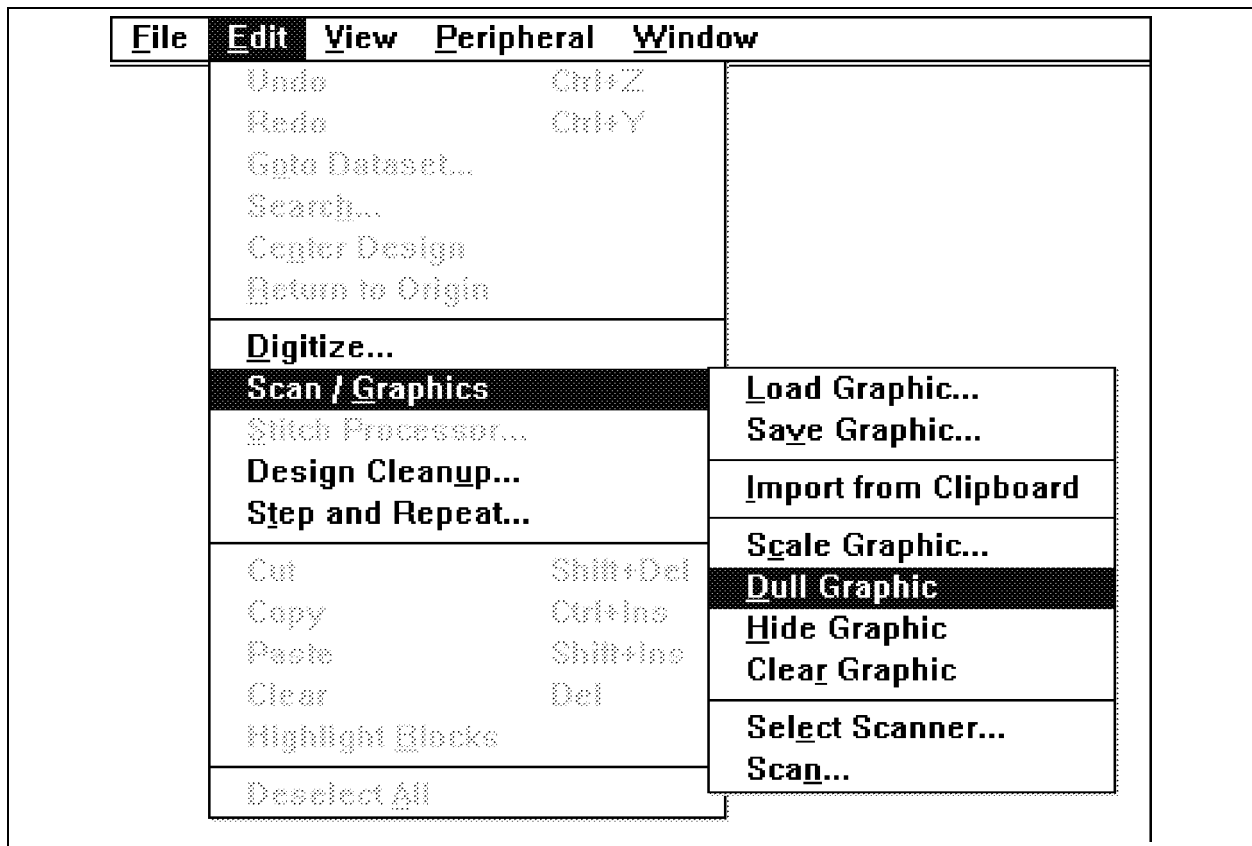 File Edit View Peripheral Window
Undo Ctrl+Z
Redo Ctrl+Y
Goto Dataset...
Search...
Center Design
Return to Origin
Digitize...
Scan / Graphics
Stitch Processor...
Design Cleanup...
Step and Repeat...
Cut Shift+Del
Copy Ctrl+Ins
Paste Shift+Ins
Clear Del
Highlight Blocks
Deselect All
Load Graphic...
Save Graphic...
Import from Clipboard
Scale Graphic...
Dull Graphic
Hide Graphic
Clear Graphic
Select Scanner...
Scan...